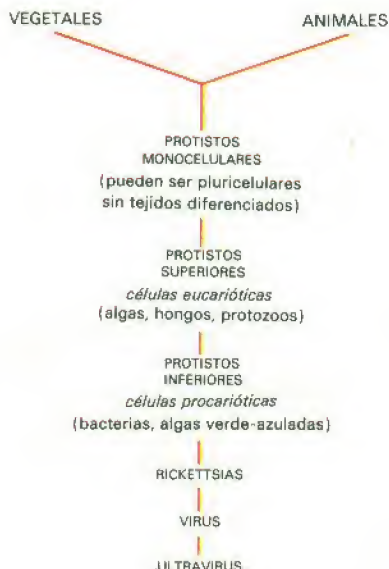 VEGETALES ANIMALES
PROTISTOS
MONOCELULARES
(pueden ser pluricelulares
sin tejidos diferenciados)
PROTISTOS
SUPERIORES
células eucarióticas
(algas, hongos, protozoos)
PROTISTOS
INFERIORES
células procarióticas
(bacterias, algas verde-azuladas)
RICKETTSIAS
VIRUS
ULTRAVIRUS